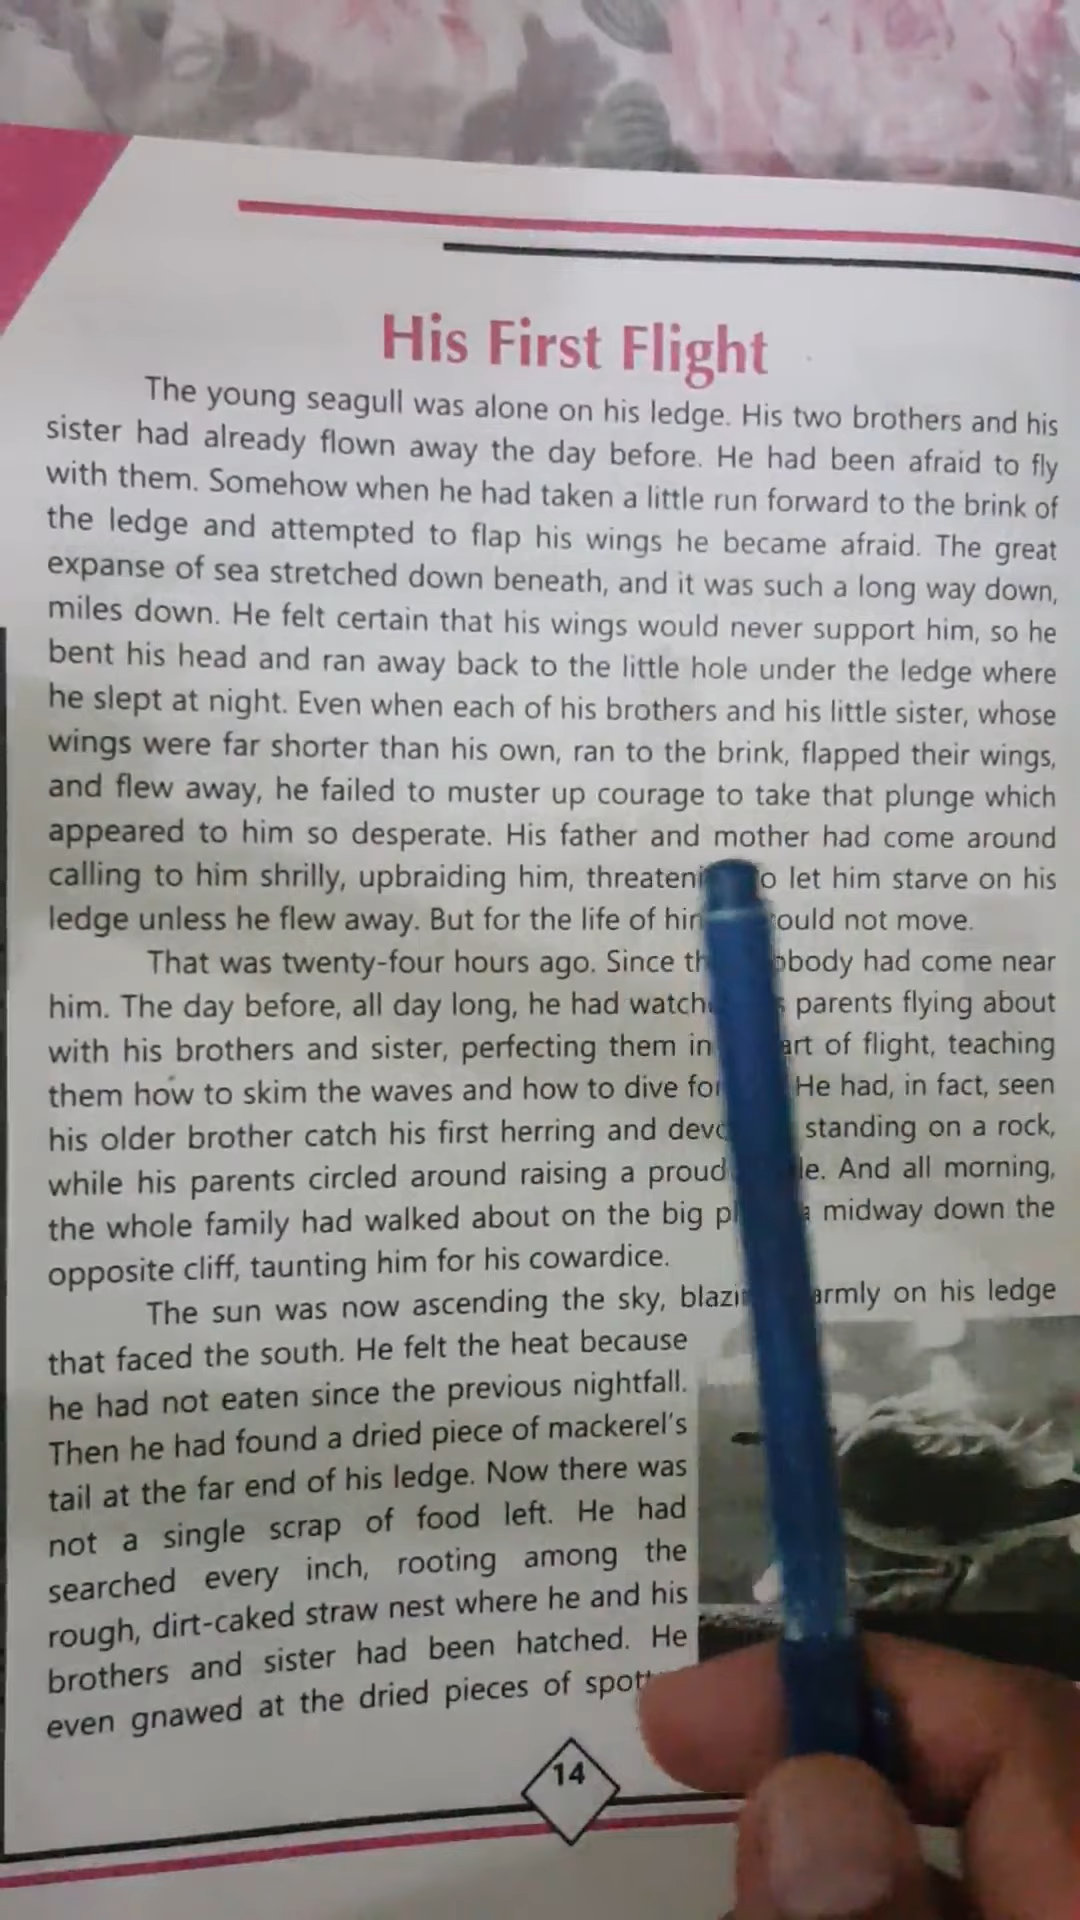 His First Flight
The young seagull was alone on his ledge. His two brothers and his
sister had already flown away the day before. He had been afraid to fly
with them. Somehow when he had taken a little run forward to the brink of
the ledge and attempted to flap his wings he became afraid. The great
expanse of sea stretched down beneath, and it was such a long way down,
miles down. He felt certain that his wings would never support him, so he
bent his head and ran away back to the little hole under the ledge where
he slept at night. Even when each of his brothers and his little sister, whose
wings were far shorter than his own, ran to the brink, flapped their wings,
and flew away, he failed to muster up courage to take that plunge which
appeared to him so desperate. His father and mother had come around
calling to him shrilly, upbraiding him, let him starve on his
ledge unless he flew away. But for the life of not move.
That was twenty-four hours ago. Since had come near
him. The day before, all day long, he had parents flying about
with his brothers and sister, perfecting them in art of flight, teaching
them how to skim the waves and how to dive He had, in fact, seen
his older brother catch his first herring and standing on a rock,
while his parents circled around raising a proud And all morning,
the whole family had walked about on the big midway down the
opposite cliff, taunting him for his cowardice.
The sun was now ascending the sky, on his ledge
that faced the south. He felt the heat because
he had not eaten since the previous nightfall.
Then he had found a dried piece of mackerel's
tail at the far end of his ledge. Now there was
not a single scrap of food left. He had
searched every inch, rooting among the
rough, dirt-caked straw nest where he and his
brothers and sister had been hatched. He
even gnawed at the dried pieces of
14